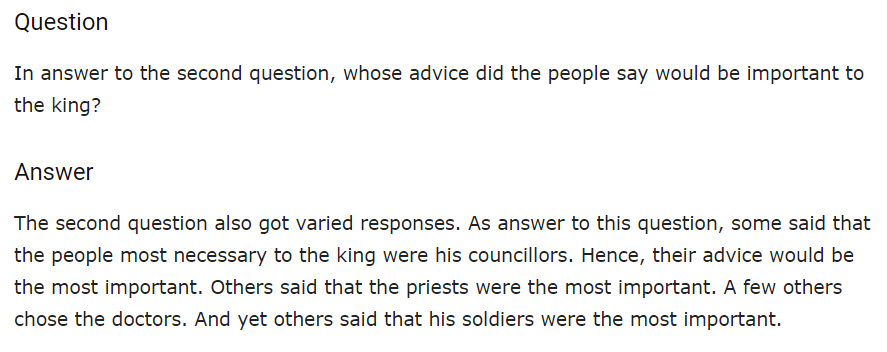 Question
In answer to the second question, whose advice did the people say would be important to
the king?
Answer
The second question also got varied responses. As answer to this question, some said that
the people most necessary to the king were his councillors. Hence, their advice would be
the most important. Others said that the priests were the most important. A few others
chose the doctors. And yet others said that his soldiers were the most important.